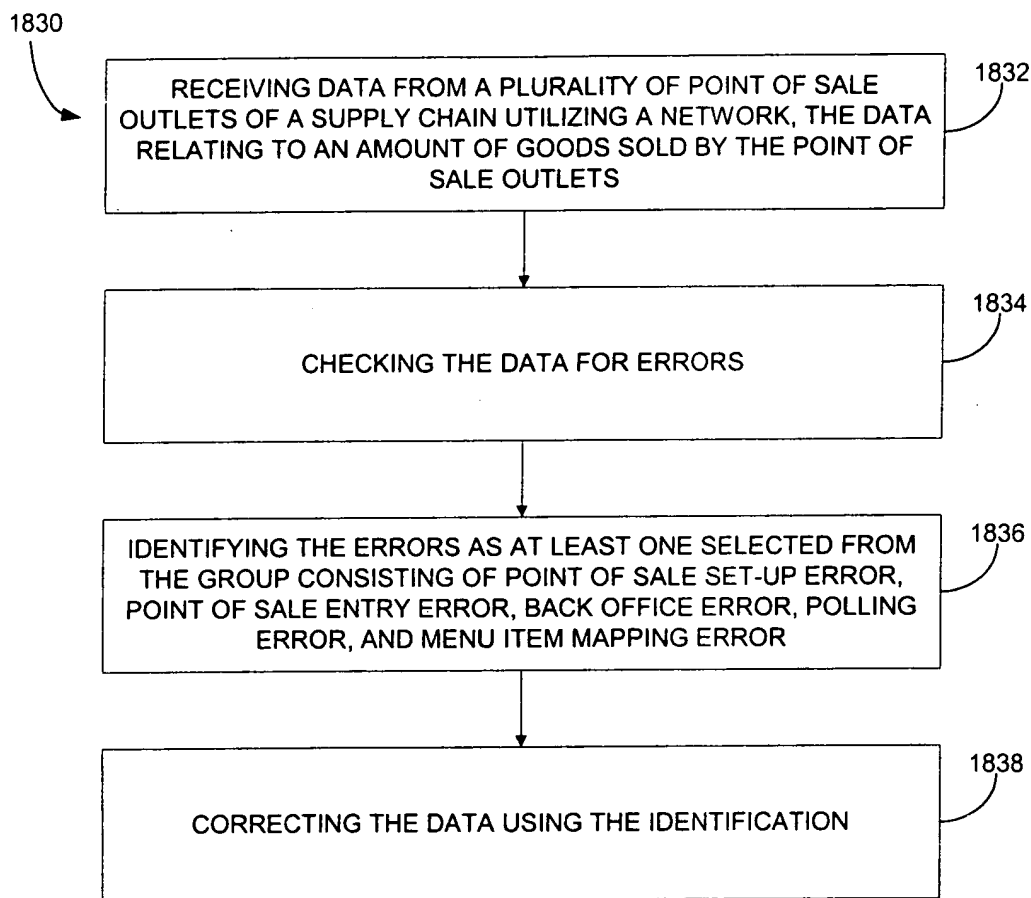 1830
RECEIVING DATA FROM A PLURALITY OF POINT OF SALE
OUTLETS OF A SUPPLY CHAIN UTILIZING A NETWORK, THE DATA
RELATING TO AN AMOUNT OF GOODS SOLD BY THE POINT OF
SALE OUTLETS
1832
CHECKING THE DATA FOR ERRORS
1834
IDENTIFYING THE ERRORS AS AT LEAST ONE SELECTED FROM
THE GROUP CONSISTING OF POINT OF SALE SET-UP ERROR,
POINT OF SALE ENTRY ERROR, BACK OFFICE ERROR, POLLING
ERROR, AND MENU ITEM MAPPING ERROR
1836
CORRECTING THE DATA USING THE IDENTIFICATION
1838